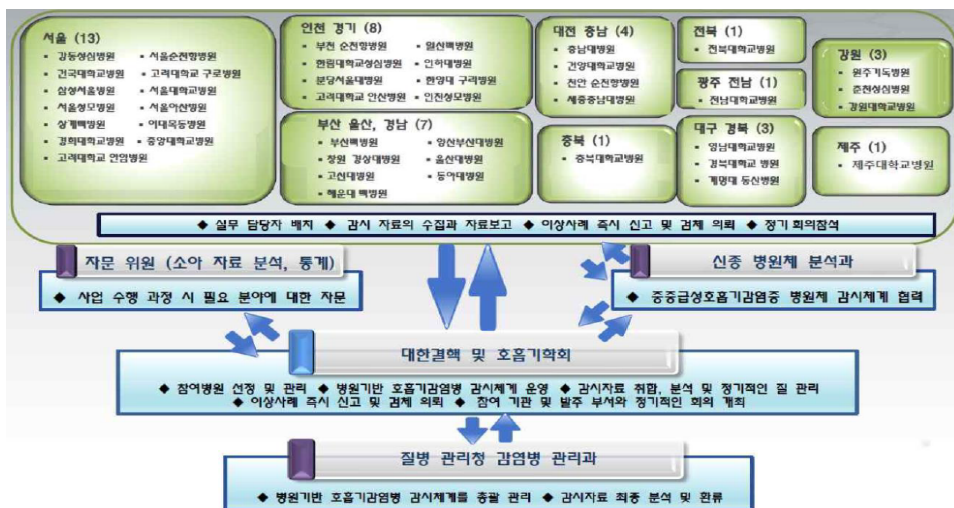 서울 (13)
• 강동성심병원 • 서울순천향병원
• 건국대학교병원 • 고려대학교 구로병원
• 삼성서울병원 • 서울대학교병원
• 서울성모병원 • 서울아산병원
• 상계백병원 • 이대목동병원
• 경희대학교병원 • 중앙대학교병원
• 고려대학교 안암병원
인천 경기 (8)
• 부천 순천향병원 • 일산백병원
• 한림대학교성심병원 • 인하대병원
• 분당서울대병원 • 한양대 구리병원
• 고려대학교 안산병원 • 인천성모병원
부산 울산, 경남 (7)
• 부산백병원 • 양산부산대병원
• 창원 경상대병원 • 울산대병원
• 고신대병원 • 동아대병원
• 해운대 백병원
대전 충남 (4)
• 충남대병원
• 건양대학교병원
• 천안 순천향병원
• 세종충남대병원
충북 (1)
• 충북대학교병원
전북 (1)
• 전북대학교병원
광주 전남 (1)
• 전남대학교병원
대구 경북 (3)
• 영남대학교병원
• 경북대학교 병원
• 계명대 동산병원
강원 (3)
• 원주기독병원
• 춘천성심병원
• 강원대학교병원
제주 (1)
• 제주대학교병원
◆ 실무 담당자 배치 ◆ 감시 자료의 수집과 자료보고 ◆ 이상사례 즉시 신고 및 검체 의뢰 ◆ 정기 회의참석
자문 위원 (소아 자료 분석, 통계)
◆ 사업 수행 과정 시 필요 분야에 대한 자문
신종 병원체 분석과
◆ 중증급성호흡기감염증 병원체 감시체계 협력
대한결핵 및 호흡기학회
◆ 참여병원 선정 및 관리 ◆ 병원기반 호흡기감염병 감시체계 운영 ◆ 감시자료 취합, 분석 및 정기적인 질 관리
◆ 이상사례 즉시 신고 및 검체 의뢰 ◆ 참여 기관 및 발주 부서와 정기적인 회의 개최
질병 관리청 감염병 관리과
◆ 병원기반 호흡기감염병 감시체계를 총괄 관리 ◆ 감시자료 최종 분석 및 환류